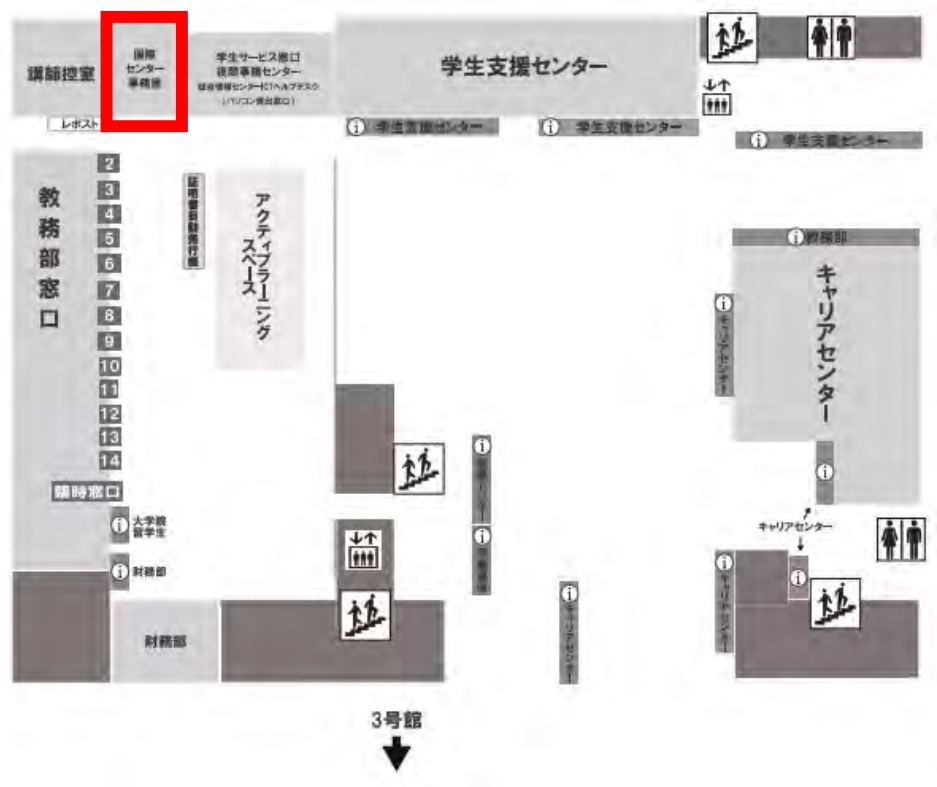 講師控室
国際
センター
事務室
学生サービス窓口
夜間事務センター
総合情報センターICTヘルプデスク
(パソコン貸出窓口)
学生支援センター
レポスト
i 学生支援センター
i 学生支援センター
i 学生支援センター
教務部窓口
2
3
4
5
6
7
8
9
10
11
12
13
14
臨時窓口
i 大学院
留学生
i 財務部
財務部
証明書自動発行機
アクティブラーニング
スペース
i 教務部
キャリアセンター
i キャリアセンター
i
キャリアセンター
i
i
i
i キャリアセンター
i キャリアセンター
3号館